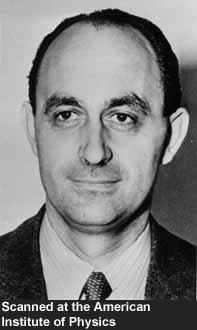 Scanned at the American
Institute of Physics